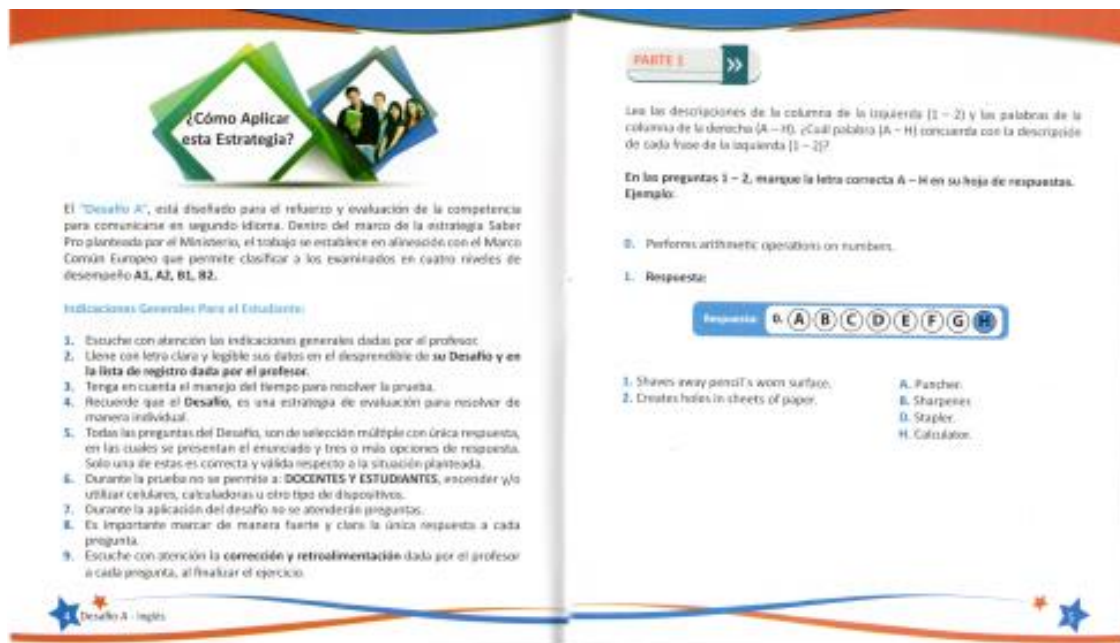 ¿Cómo Aplicar
esta Estrategia?
El "Desafío A", está diseñado para el refuerzo y evaluación de la competencia
para comunicarse en segundo idioma. Dentro del marco de la estrategia Saber
Pro planteada por el Ministerio, el trabajo se establece en alineación con el Marco
Común Europeo que permite clasificar a los examinados en cuatro niveles de
desempeño A1, A2, B1, B2.
Indicaciones Generales Para el Estudiante:
1. Escuche con atención las indicaciones generales dadas por el profesor.
2. Llene con letra clara y legible sus datos en el desprendible de su Desafío y en
la lista de registro dada por el profesor.
3. Tenga en cuenta el manejo del tiempo para resolver la prueba.
4. Recuerde que el Desafío, es una estrategia de evaluación para resolver de
manera individual.
5. Todas las preguntas del Desafío, son de selección múltiple con única respuesta,
en las cuales se presentan el enunciado y tres o más opciones de respuesta.
Solo una de estas es correcta y válida respecto a la situación planteada.
6. Durante la prueba no se permite a: DOCENTES Y ESTUDIANTES, encender y/o
utilizar celulares, calculadoras u otro tipo de dispositivos.
7. Durante la aplicación del desafío no se atenderán preguntas.
8. Es importante marcar de manera fuerte y clara la única respuesta a cada
pregunta.
9. Escuche con atención la corrección y retroalimentación dada por el profesor
a cada pregunta, al finalizar el ejercicio.
4 Desafío A - Inglés
PARTE 1
Lea las descripciones de la columna de la izquierda (1 – 2) y las palabras de la
columna de la derecha (A – H). ¿Cuál palabra (A – H) concuerda con la descripción
de cada frase de la izquierda (1 – 2)?
En las preguntas 1 – 2, marque la letra correcta A – H en su hoja de respuestas.
Ejemplo:
0. Performs arithmetic operations on numbers.
1. Respuesta:
Respuesta: 0. A B C D E F G H
1. Shaves away pencil's worn surface.
2. Creates holes in sheets of paper.
A. Puncher.
B. Sharpener.
D. Stapler.
H. Calculator.
5